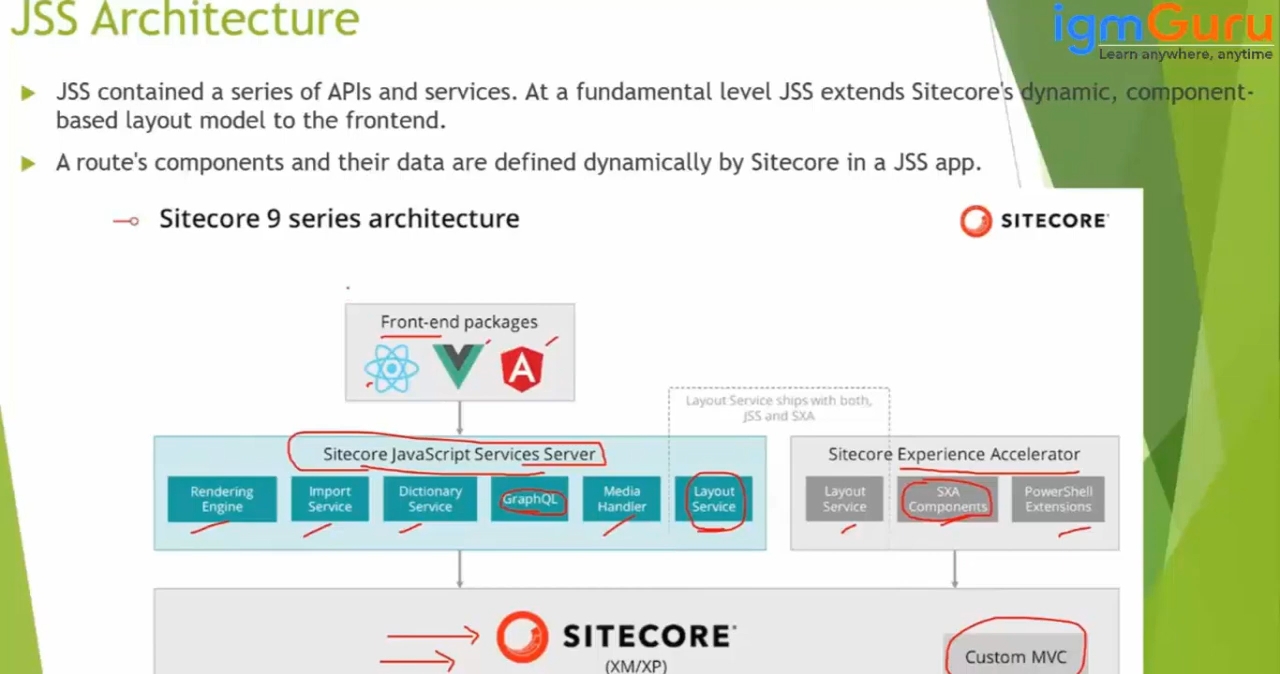 JSS Architecture
igmGuru
Learn anywhere, anytime
JSS contained a series of APIs and services. At a fundamental level JSS extends Sitecore's dynamic, component-
based layout model to the frontend.
A route's components and their data are defined dynamically by Sitecore in a JSS app.
Sitecore 9 series architecture
SITECORE
Front-end packages
A
Layout Service ships with both,
JSS and SXA
Sitecore JavaScript Services Server
Rendering
Engine
Import
Service
Dictionary
Service
GraphQL
Media
Handler
Layout
Service
Sitecore Experience Accelerator
Layout
Service
SXA
Components
PowerShell
Extensions
SITECORE
(XM/XP)
Custom MVC